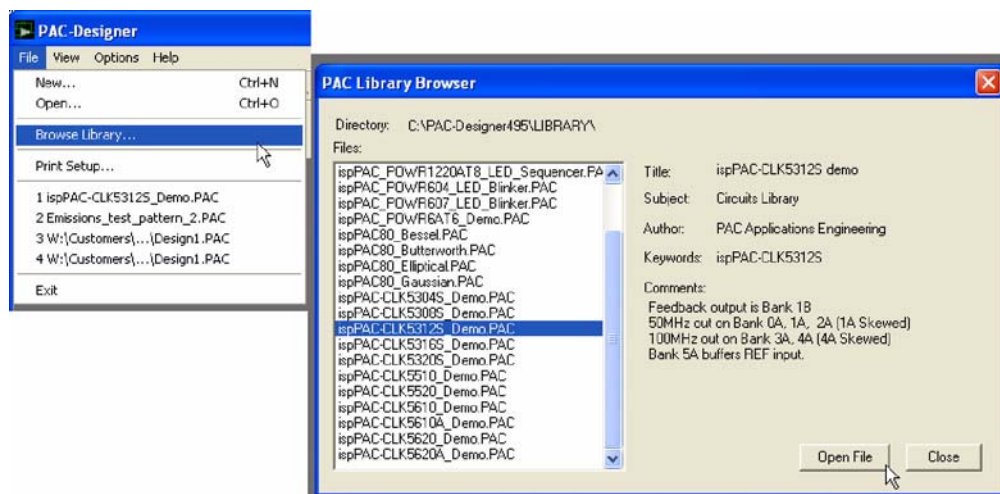 PAC-Designer
File View Options Help
New... Ctrl+N
Open... Ctrl+O
Browse Library...
Print Setup...
1 ispPAC-CLK5312S_Demo.PAC
2 Emissions_test_pattern_2.PAC
3 W:\Customers\...\Design1.PAC
4 W:\Customers\...\Design1.PAC
Exit
PAC Library Browser
Directory: C:\PAC-Designer495\LIBRARY\
Files:
ispPAC_POWR1220AT8_LED_Sequencer.PA
ispPAC_POWR604_LED_Blinker.PAC
ispPAC_POWR607_LED_Blinker.PAC
ispPAC_POWR6AT6_Demo.PAC
ispPAC80_Bessel.PAC
ispPAC80_Butterworth.PAC
ispPAC80_Elliptical.PAC
ispPAC80_Gaussian.PAC
ispPAC-CLK5304S_Demo.PAC
ispPAC-CLK5308S_Demo.PAC
ispPAC-CLK5312S_Demo.PAC
ispPAC-CLK5316S_Demo.PAC
ispPAC-CLK5320S_Demo.PAC
ispPAC-CLK5510_Demo.PAC
ispPAC-CLK5520_Demo.PAC
ispPAC-CLK5610_Demo.PAC
ispPAC-CLK5610A_Demo.PAC
ispPAC-CLK5620_Demo.PAC
ispPAC-CLK5620A_Demo.PAC
Title: ispPAC-CLK5312S demo
Subject: Circuits Library
Author: PAC Applications Engineering
Keywords: ispPAC-CLK5312S
Comments:
Feedback output is Bank 1B
50MHz out on Bank 0A, 1A, 2A (1A Skewed)
100MHz out on Bank 3A, 4A (4A Skewed)
Bank 5A buffers REF input.
Open File Close